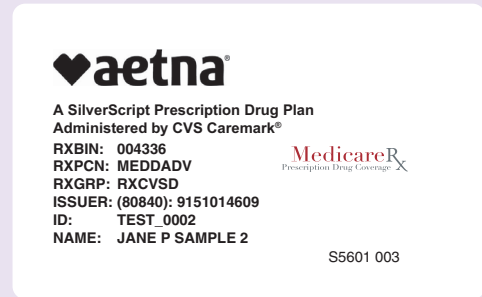 aetna®
A SilverScript Prescription Drug Plan
Administered by CVS Caremark®
RXBIN: 004336
RXPCN: MEDDADV
RXGRP: RXCVSD
ISSUER: (80840): 9151014609
ID: TEST_0002
NAME: JANE P SAMPLE 2
MedicareRx
Prescription Drug Coverage
S5601 003